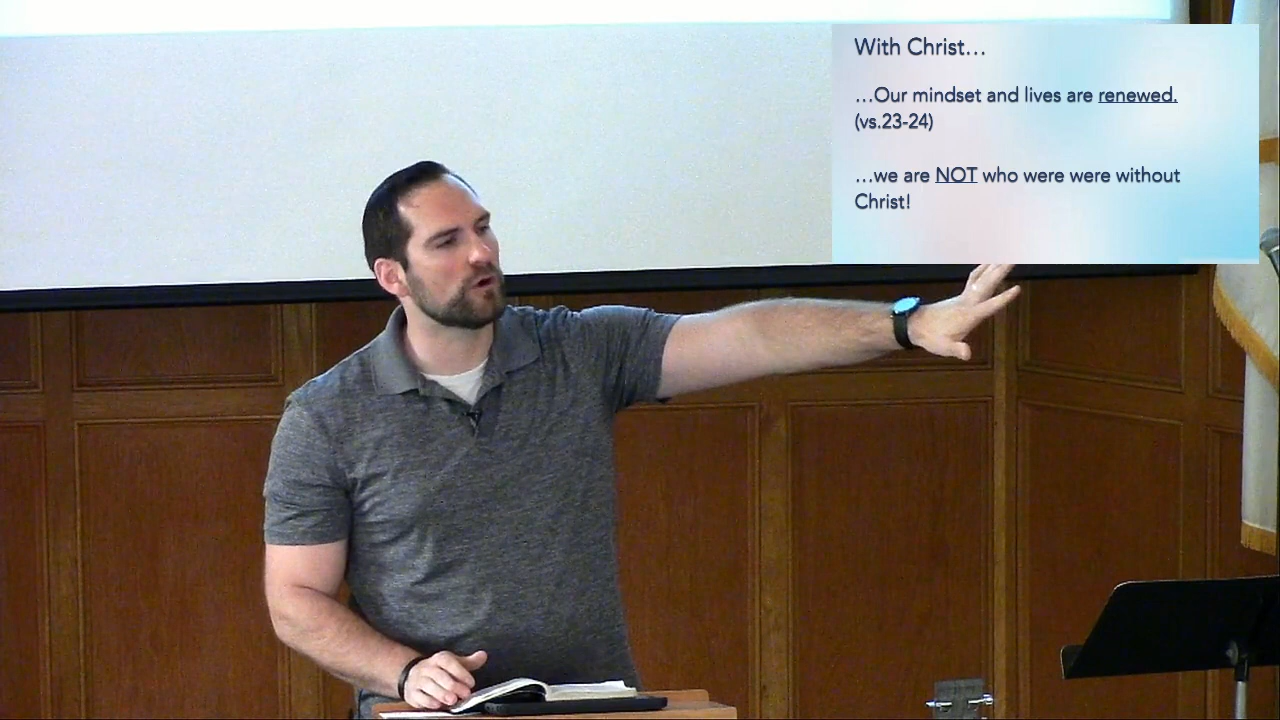 With Christ…
…Our mindset and lives are renewed.
(vs.23-24)
…we are NOT who were were without
Christ!